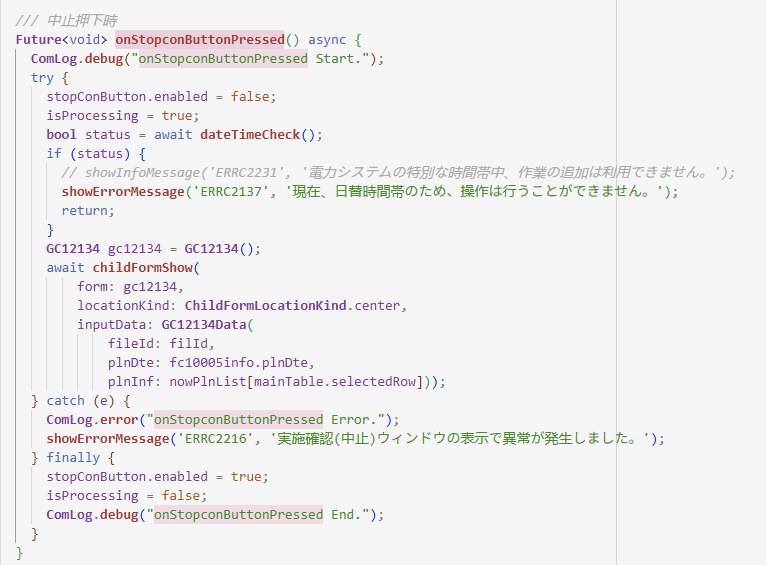 /// 中止押下時
Future<void> onStopconButtonPressed() async {
ComLog.debug("onStopconButtonPressed Start.");
try {
stopConButton.enabled = false;
isProcessing = true;
bool status = await dateTimeCheck();
if (status) {
// showInfoMessage('ERRC2231', '電力システムの特別な時間帯中、作業の追加は利用できません。');
showErrorMessage('ERRC2137', '現在、日替時間帯のため、操作は行うことができません。');
return;
}
GC12134 gc12134 = GC12134();
await childFormShow(
form: gc12134,
locationKind: ChildFormLocationKind.center,
inputData: GC12134Data(
fileId: filId,
plnDte: fc10005info.plnDte,
plnInf: nowPlnList[mainTable.selectedRow]));
} catch (e) {
ComLog.error("onStopconButtonPressed Error.");
showErrorMessage('ERRC2216', '実施確認(中止)ウィンドウの表示で異常が発生しました。');
} finally {
stopConButton.enabled = true;
isProcessing = false;
ComLog.debug("onStopconButtonPressed End.");
}
}